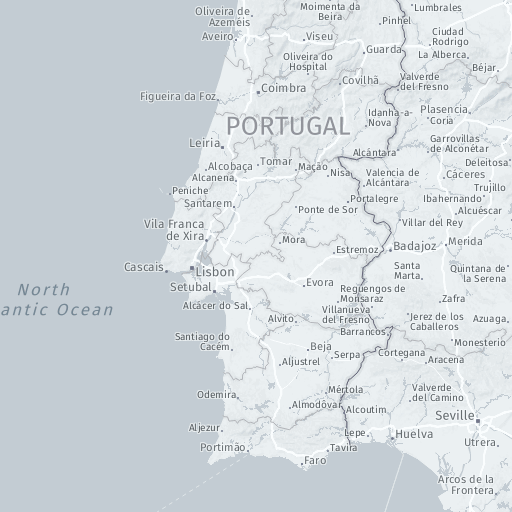 Oliveira de
Azeméis
Moimenta da
Beira
Lumbrales
Pinhel
Aveiro
Viseu
Ciudad
Rodrigo
Guarda
La Alberca
Oliveira do
Hospital
Béjar
Covilhã
Valverde
del Fresno
Coimbra
Figueira da Foz
Plasencia
Idanha-a-
Nova
Coria
PORTUGAL
Garrovillas
de Alconétar
Leiria
Alcântara
Deleitosa
Alcobaça
Tomar
Mação
Nisa
Valencia de
Alcántara
Cáceres
Alcanena
Trujillo
Peniche
Santarem
Portalegre
Ibahernando
Ponte de Sor
Alcuéscar
Villar del Rey
Vila Franca
de Xira
Mora
Estremoz
Badajoz
Merida
Cascais
Lisbon
Santa
Marta
Quintana de
la Serena
Setubal
Evora
Reguengos de
Monsaraz
North
antic Ocean
Zafra
Alcácer do Sal
Alvito
Villanueva
del Fresno
Jerez de los
Caballeros
Azuaga
Barrancos
Santiago do
Cacém
Beja
Serpa
Cortegana
Monesterio
Aracena
Aljustrel
Odemira
Mértola
Valverde
del Camino
Almodôvar
Alcoutim
Seville
Aljezur
Lepe
Huelva
Utrera
Portimão
Tavira
Faro
Arcos de la
Frontera